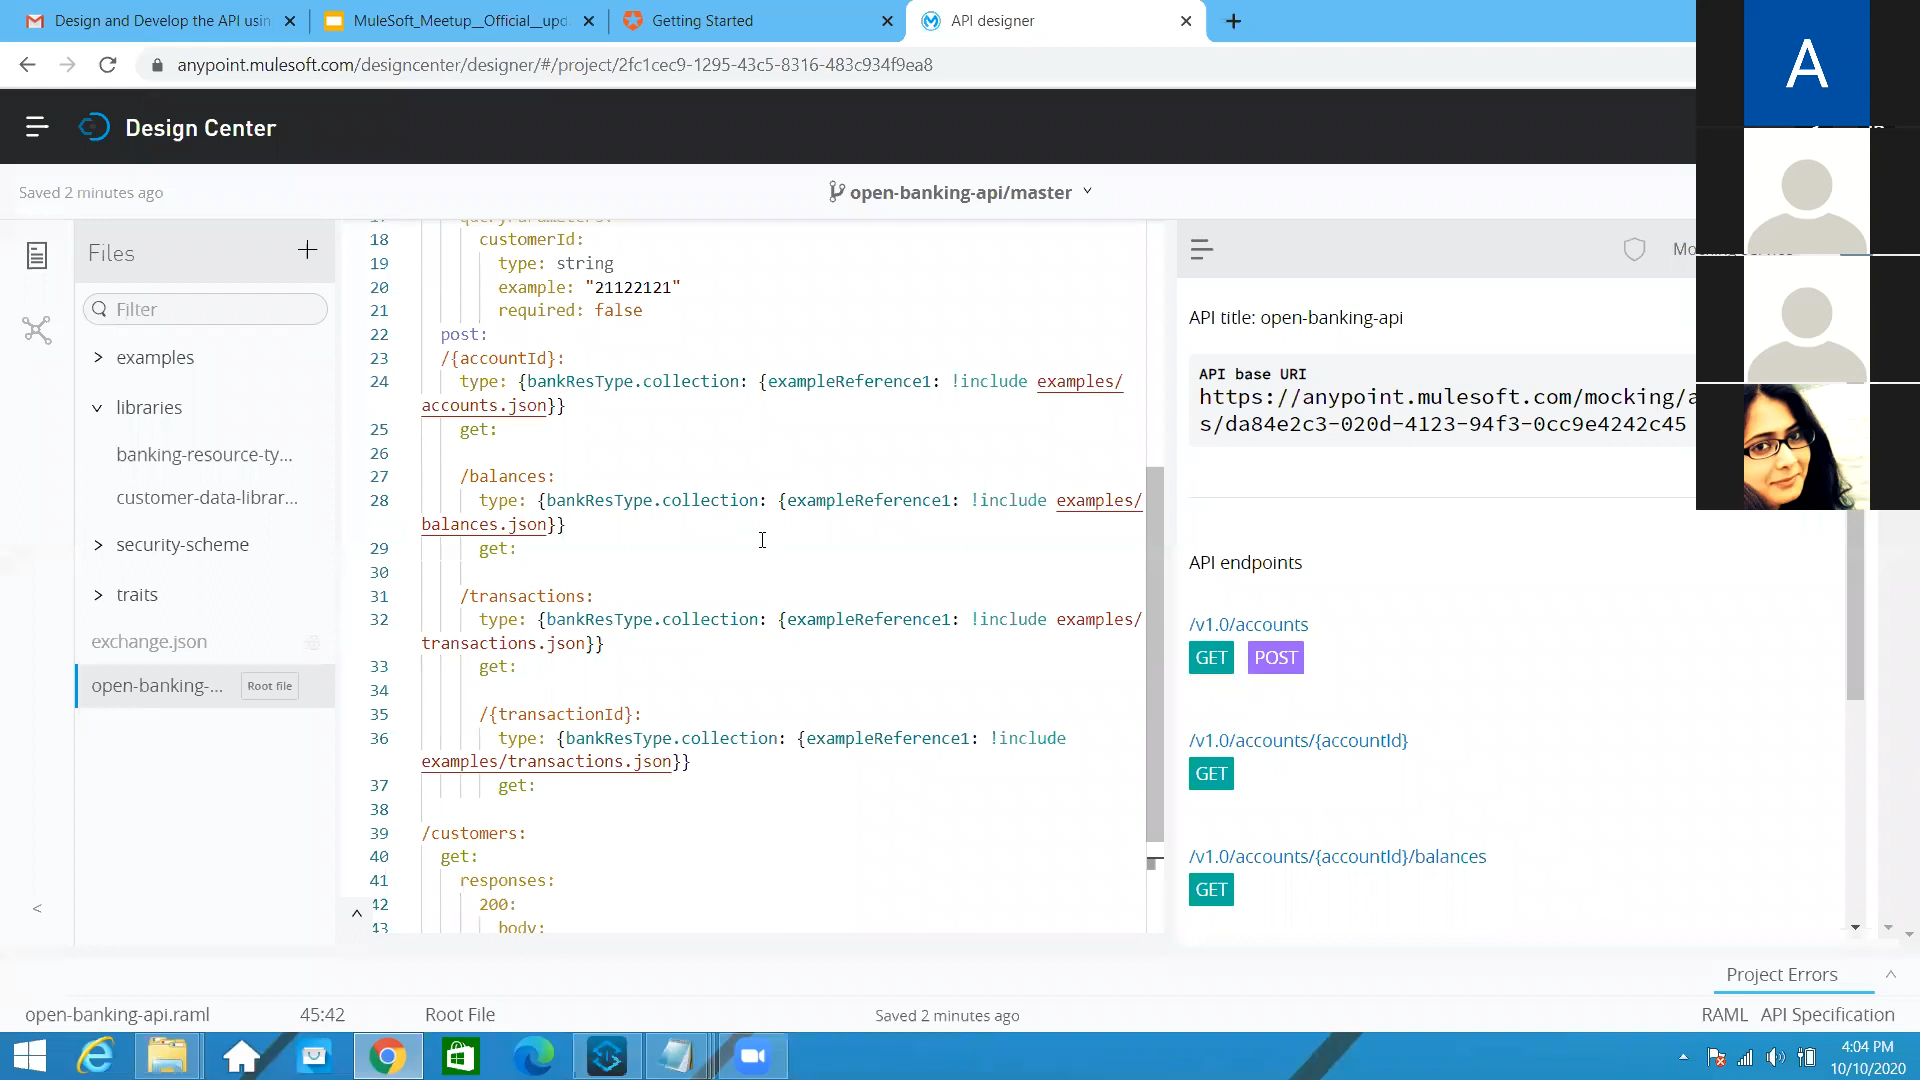 Design and Develop the API usin
MuleSoft_Meetup__Official__upd
Getting Started
API designer
anypoint.mulesoft.com/designcenter/designer/#/project/2fc1cec9-1295-43c5-8316-483c934f9ea8
A
Design Center
Saved 2 minutes ago
open-banking-api/master
Files
Filter
examples
libraries
banking-resource-ty...
customer-data-librar...
security-scheme
traits
exchange.json
open-banking-... Root file
17 queryParameters:
18 customerId:
19 type: string
20 example: "21122121"
21 required: false
22 post:
23 /{accountId}:
24 type: {bankResType.collection: {exampleReference1: !include examples/
accounts.json}}
25 get:
26
27 /balances:
28 type: {bankResType.collection: {exampleReference1: !include examples/
balances.json}}
29 get:
30
31 /transactions:
32 type: {bankResType.collection: {exampleReference1: !include examples/
transactions.json}}
33 get:
34
35 /{transactionId}:
36 type: {bankResType.collection: {exampleReference1: !include
examples/transactions.json}}
37 get:
38
39 /customers:
40 get:
41 responses:
42 200:
43 body:
API title: open-banking-api
API base URI
https://anypoint.mulesoft.com/mocking/a
s/da84e2c3-020d-4123-94f3-0cc9e4242c45
API endpoints
/v1.0/accounts
GET POST
/v1.0/accounts/{accountId}
GET
/v1.0/accounts/{accountId}/balances
GET
Project Errors
open-banking-api.raml 45:42 Root File Saved 2 minutes ago RAML API Specification
4:04 PM
10/10/2020